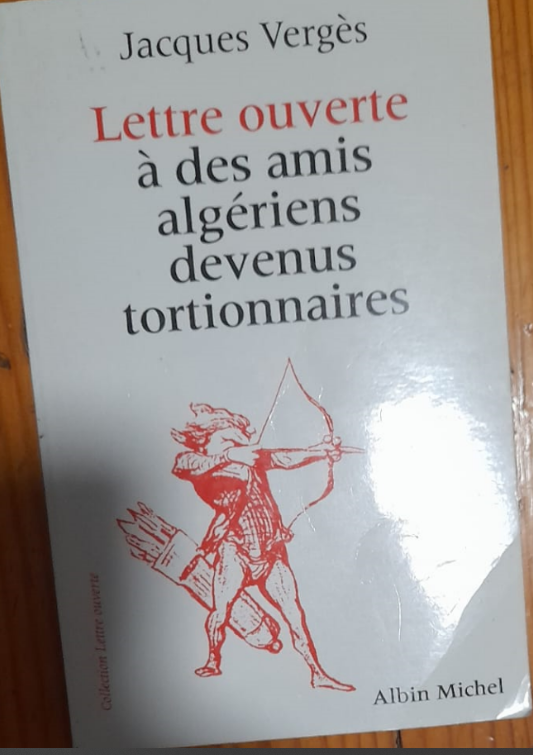 Jacques Vergès
Lettre ouverte
à des amis
algériens
devenus
tortionnaires
Collection Lettre ouverte
Albin Michel